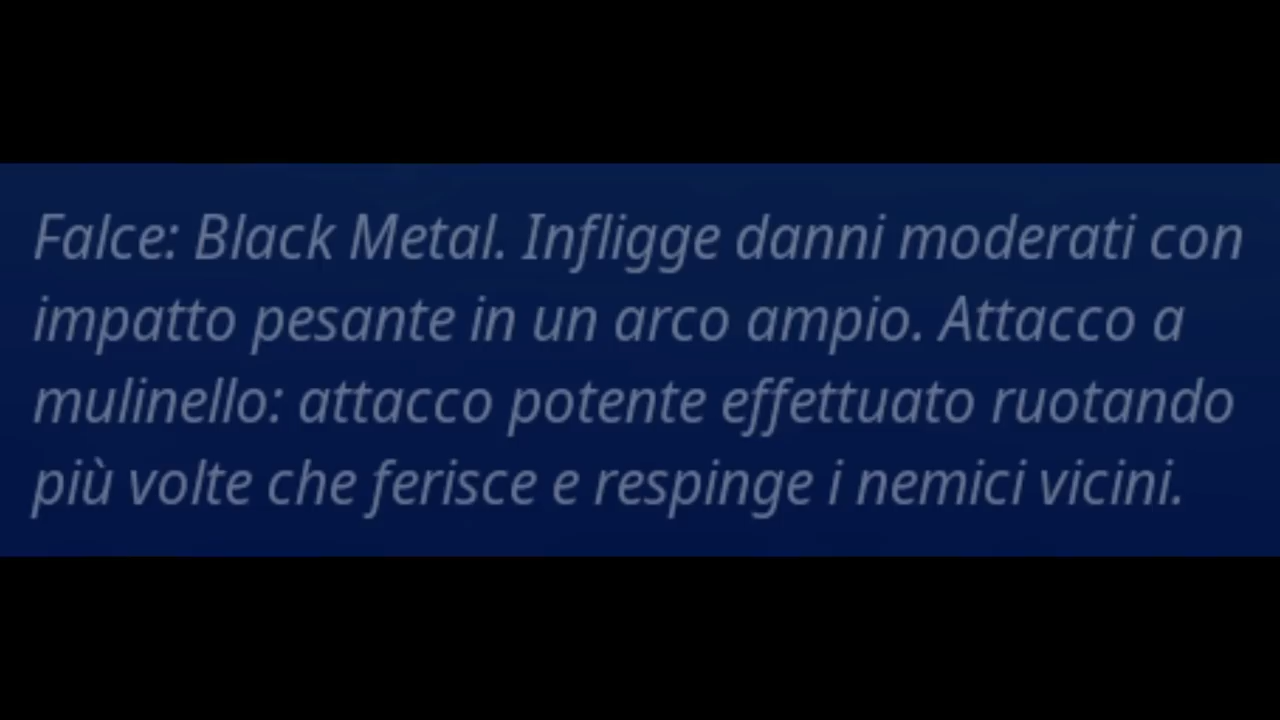 Falce: Black Metal. Infligge danni moderati con
impatto pesante in un arco ampio. Attacco a
mulinello: attacco potente effettuato ruotando
più volte che ferisce e respinge i nemici vicini.